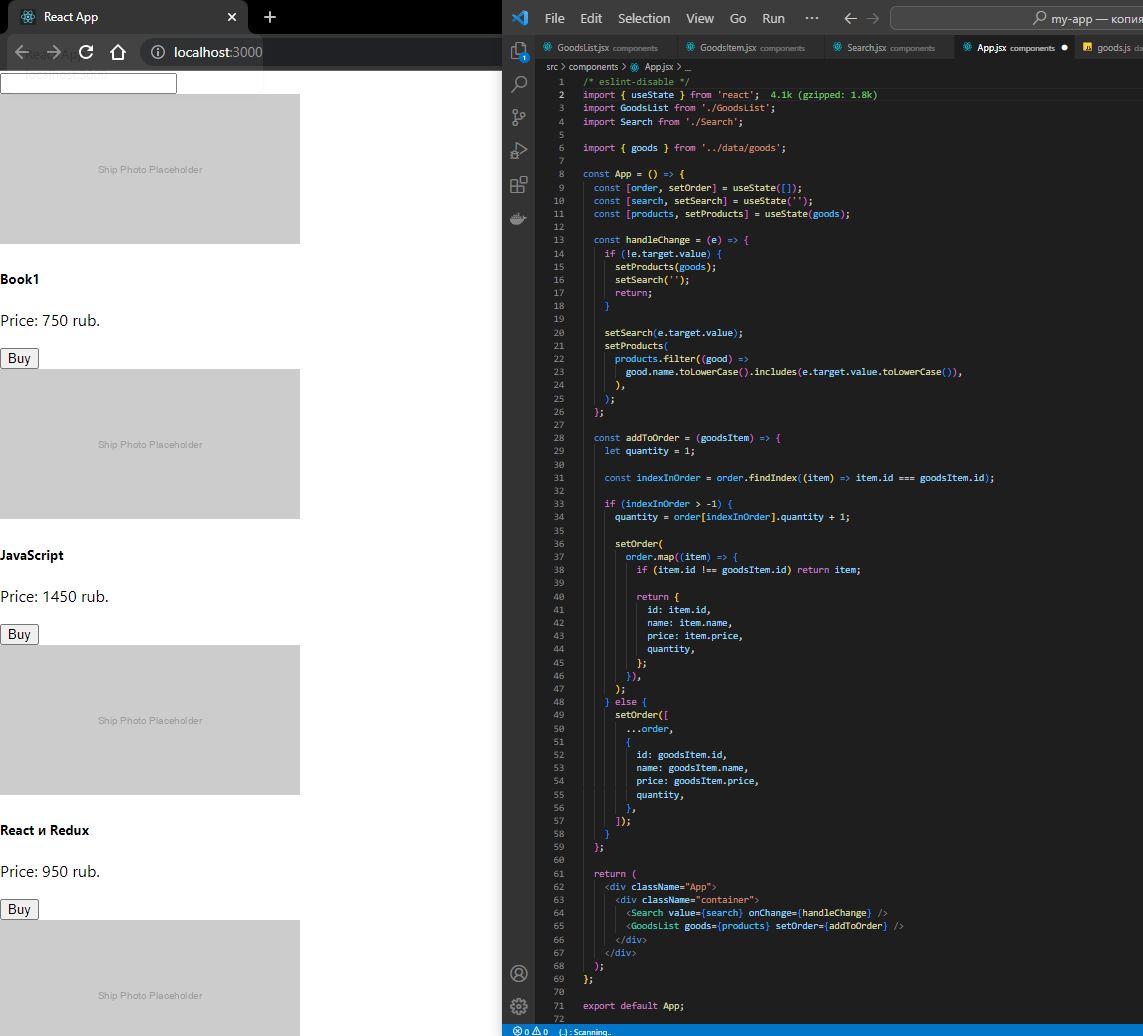 React App
localhost:3000
Ship Photo Placeholder
Book1
Price: 750 rub.
Buy
Ship Photo Placeholder
JavaScript
Price: 1450 rub.
Buy
Ship Photo Placeholder
React и Redux
Price: 950 rub.
Buy
Ship Photo Placeholder
File Edit Selection View Go Run ··· my-app — копия
GoodsList.jsx components GoodsItem.jsx components Search.jsx components App.jsx components goods.js
src > components > App.jsx > ...
1 /* eslint-disable */
2 import { useState } from 'react'; 4.1k (gzipped: 1.8k)
3 import GoodsList from './GoodsList';
4 import Search from './Search';
5
6 import { goods } from '../data/goods';
7
8 const App = () => {
9 const [order, setOrder] = useState([]);
10 const [search, setSearch] = useState('');
11 const [products, setProducts] = useState(goods);
12
13 const handleChange = (e) => {
14 if (!e.target.value) {
15 setProducts(goods);
16 setSearch('');
17 return;
18 }
19
20 setSearch(e.target.value);
21 setProducts(
22 products.filter((good) =>
23 good.name.toLowerCase().includes(e.target.value.toLowerCase()),
24 ),
25 );
26 };
27
28 const addToOrder = (goodsItem) => {
29 let quantity = 1;
30
31 const indexInOrder = order.findIndex((item) => item.id === goodsItem.id);
32
33 if (indexInOrder > -1) {
34 quantity = order[indexInOrder].quantity + 1;
35
36 setOrder(
37 order.map((item) => {
38 if (item.id !== goodsItem.id) return item;
39
40 return {
41 id: item.id,
42 name: item.name,
43 price: item.price,
44 quantity,
45 };
46 }),
47 );
48 } else {
49 setOrder([
50 ...order,
51 {
52 id: goodsItem.id,
53 name: goodsItem.name,
54 price: goodsItem.price,
55 quantity,
56 },
57 ]);
58 }
59 };
60
61 return (
62 <div className="App">
63 <div className="container">
64 <Search value={search} onChange={handleChange} />
65 <GoodsList goods={products} setOrder={addToOrder} />
66 </div>
67 </div>
68 );
69 };
70
71 export default App;
72
1
0 0 {..} : Scanning..